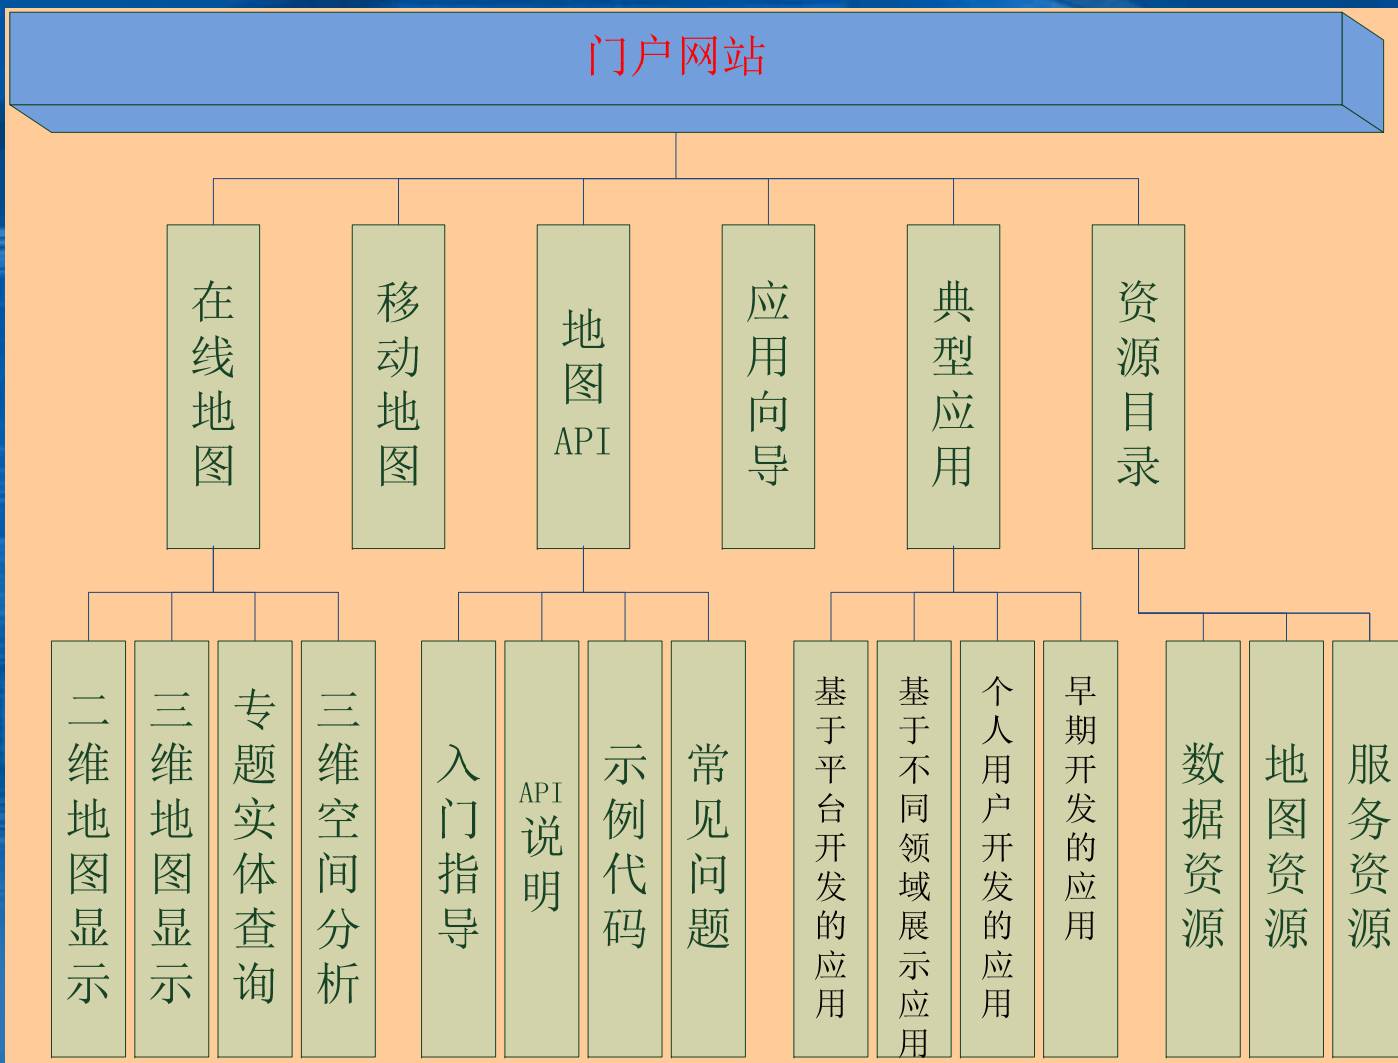 门户网站
在线地图
移动地图
地图API
应用向导
典型应用
资源目录
二维地图显示
三维地图显示
专题实体查询
三维空间分析
入门指导
API说明
示例代码
常见问题
基于平台开发的应用
基于不同领域展示应用
个人用户开发的应用
早期开发的应用
数据资源
地图资源
服务资源